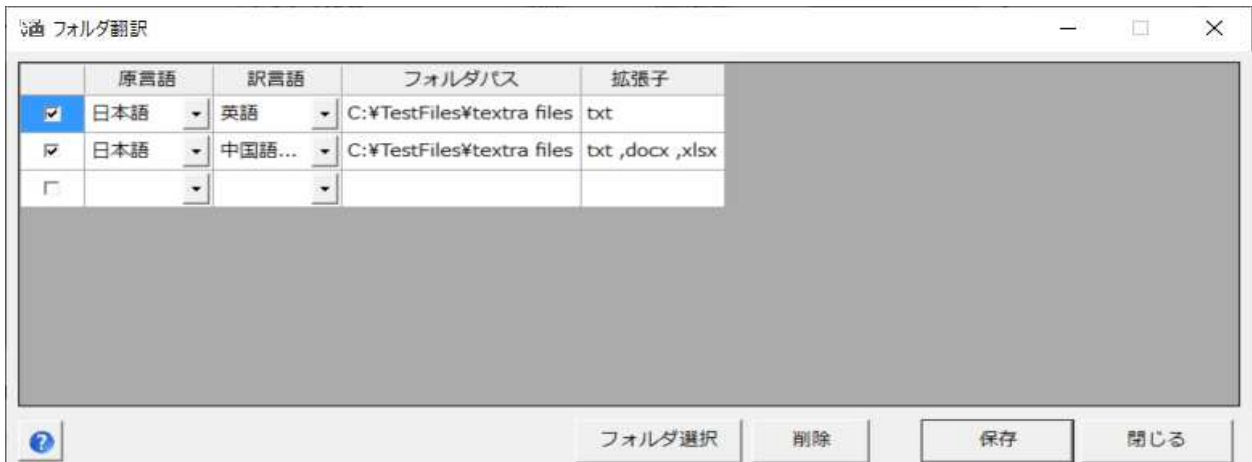 フォルダ翻訳
原言語 訳言語 フォルダパス 拡張子
日本語 英語 C:¥TestFiles¥textra files txt
日本語 中国語... C:¥TestFiles¥textra files txt ,docx ,xlsx
フォルダ選択 削除 保存 閉じる